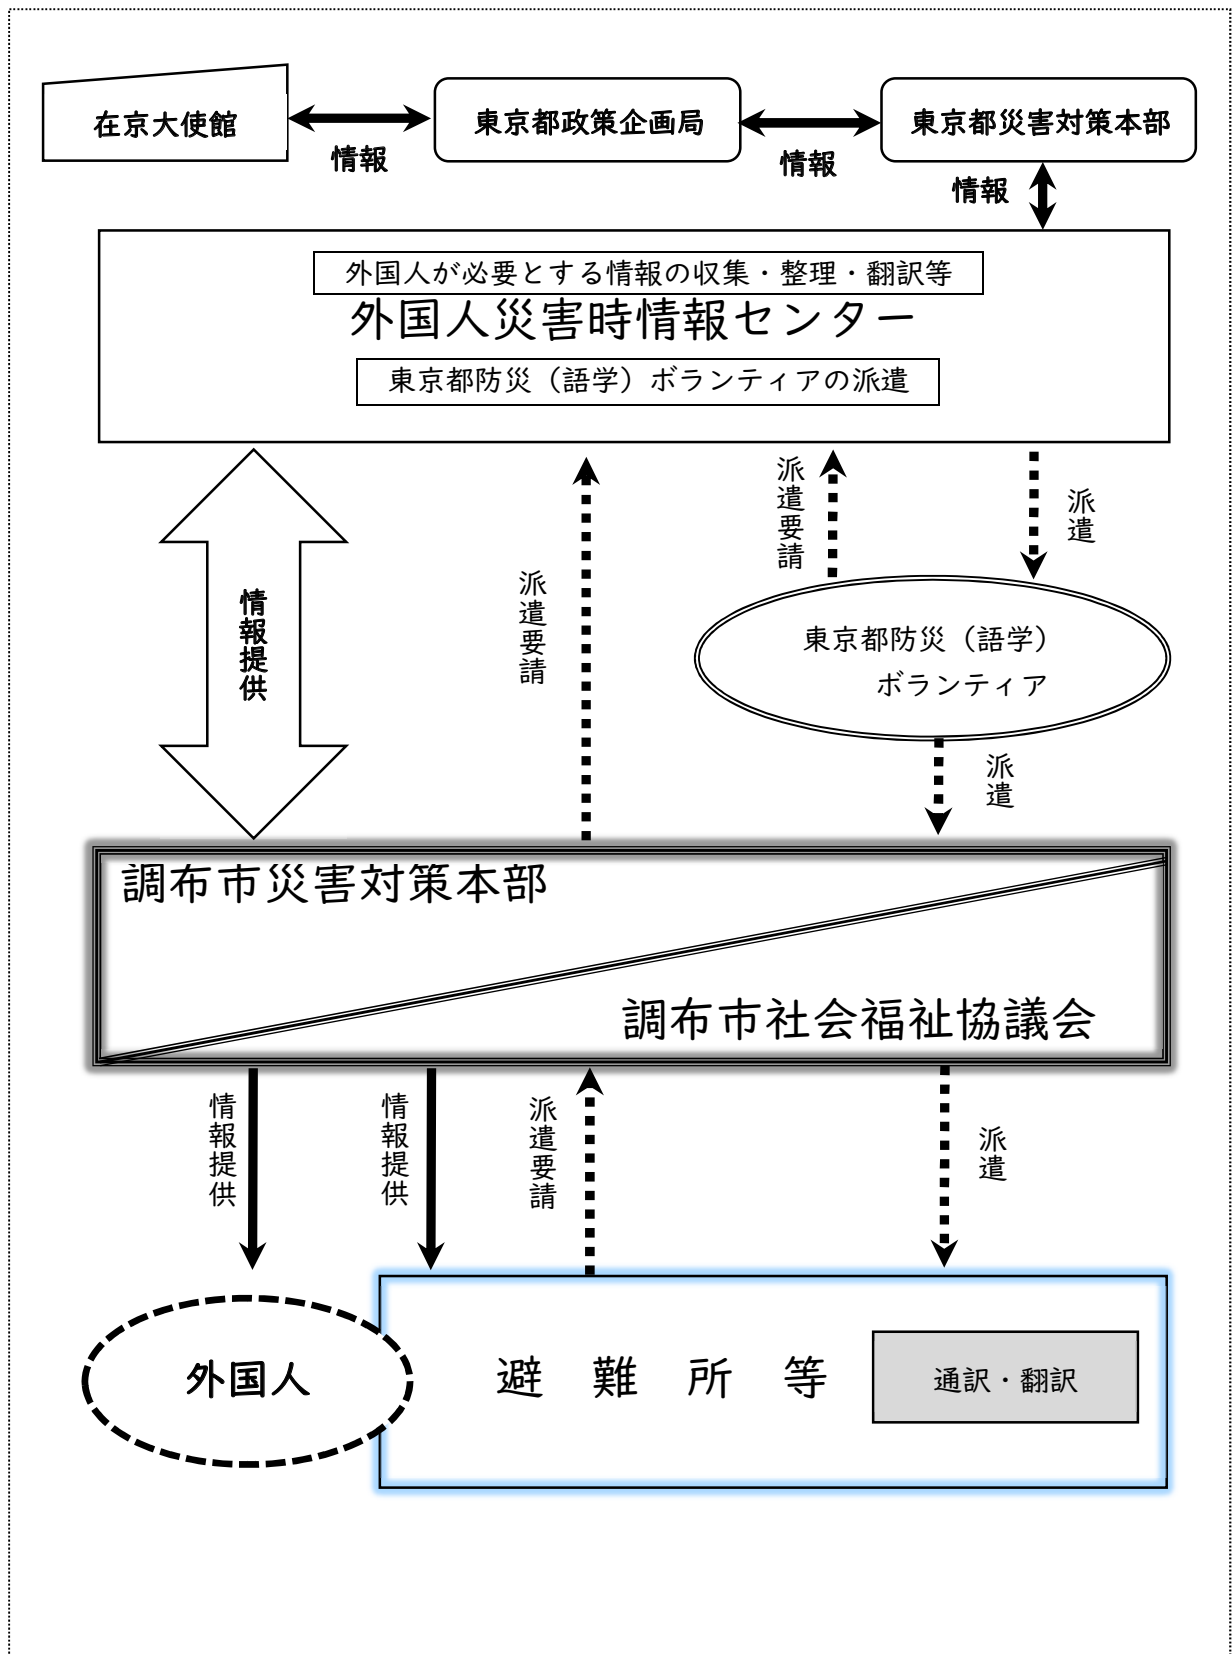 在京大使館
東京都政策企画局
東京都災害対策本部
情報
情報
情報
外国人が必要とする情報の収集・整理・翻訳等
外国人災害時情報センター
東京都防災（語学）ボランティアの派遣
情報提供
派遣要請
派遣要請
派遣
東京都防災（語学）
ボランティア
派遣
調布市災害対策本部
調布市社会福祉協議会
情報提供
情報提供
派遣要請
派遣
外国人
避難所等
通訳・翻訳